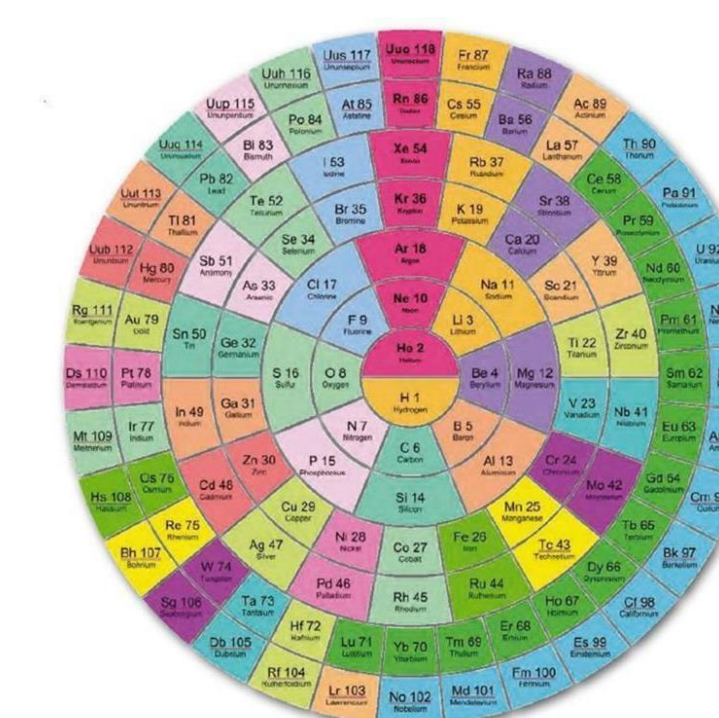 He 2
Helium
H 1
Hydrogen
Li 3
Lithium
Be 4
Beryllium
B 5
Boron
C 6
Carbon
N 7
Nitrogen
O 8
Oxygen
F 9
Fluorine
Ne 10
Neon
Na 11
Sodium
Mg 12
Magnesium
Al 13
Aluminum
Si 14
Silicon
P 15
Phosphorus
S 16
Sulfur
Cl 17
Chlorine
Ar 18
Argon
K 19
Potassium
Ca 20
Calcium
Sc 21
Scandium
Ti 22
Titanium
V 23
Vanadium
Cr 24
Chromium
Mn 25
Manganese
Fe 26
Iron
Co 27
Cobalt
Ni 28
Nickel
Cu 29
Copper
Zn 30
Zinc
Ga 31
Gallium
Ge 32
Germanium
As 33
Arsenic
Se 34
Selenium
Br 35
Bromine
Kr 36
Krypton
Rb 37
Sr 38
Strontium
Y 39
Yttrium
Zr 40
Zirconium
Nb 41
Niobium
Mo 42
Tc 43
Technetium
Ru 44
Ruthenium
Rh 45
Rhodium
Pd 46
Palladium
Ag 47
Silver
Cd 48
Cadmium
In 49
Indium
Sn 50
Tin
Sb 51
Antimony
Te 52
Tellurium
I 53
Iodine
Xe 54
Xenon
Cs 55
Cesium
Ba 56
Barium
La 57
Lanthanum
Ce 58
Cerium
Pr 59
Nd 60
Neodymium
Pm 61
Promethium
Sm 62
Samarium
Eu 63
Europium
Gd 64
Gadolinium
Tb 65
Terbium
Dy 66
Dysprosium
Ho 67
Holmium
Er 68
Erbium
Tm 69
Thulium
Yb 70
Ytterbium
Lu 71
Lutetium
Hf 72
Hafnium
Ta 73
Tantalum
W 74
Tungsten
Re 75
Rhenium
Os 76
Osmium
Ir 77
Pt 78
Platinum
Au 79
Gold
Hg 80
Mercury
Tl 81
Thallium
Pb 82
Lead
Bi 83
Bismuth
Po 84
Polonium
At 85
Astatine
Rn 86
Fr 87
Francium
Ra 88
Radium
Ac 89
Actinium
Th 90
Thorium
Pa 91
U 92
Bk 97
Berkelium
Cf 98
Californium
Es 99
Einsteinium
Fm 100
Fermium
Md 101
Mendelevium
No 102
Nobelium
Lr 103
Lawrencium
Rf 104
Rutherfordium
Db 105
Dubnium
Sg 106
Seaborgium
Bh 107
Bohrium
Hs 108
Hassium
Mt 109
Meitnerium
Ds 110
Rg 111
Roentgenium
Uub 112
Ununbium
Uut 113
Ununtrium
Uuq 114
Uup 115
Ununpentium
Uuh 116
Ununhexium
Uus 117
Ununseptium
Uuo 118
Ununoctium